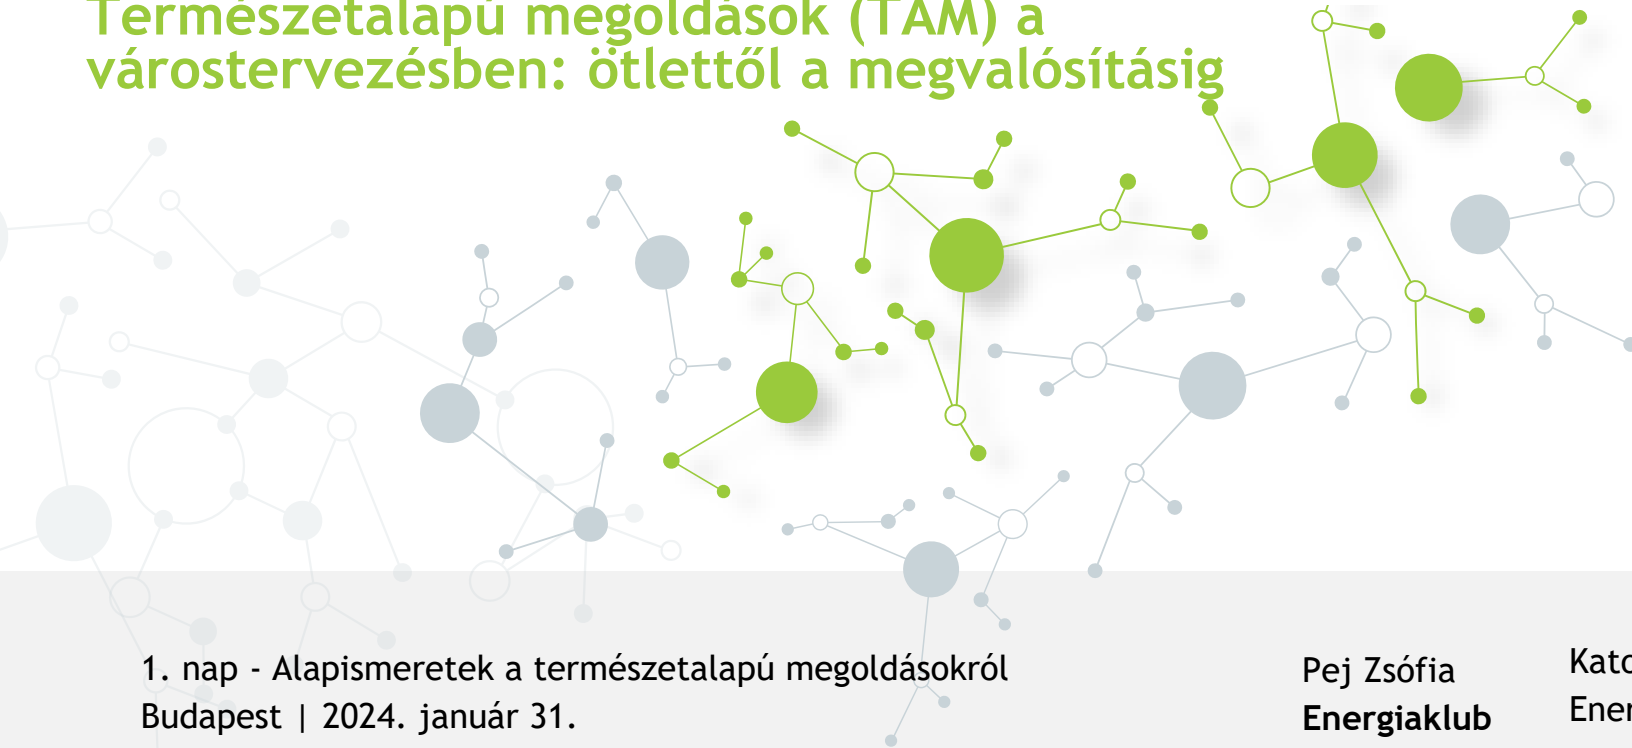 Természetalapú megoldások (TAM) a
várostervezésben: ötlettől a megvalósításig
1. nap - Alapismeretek a természetalapú megoldásokról
Budapest | 2024. január 31.
Pej Zsófia
Energiaklub